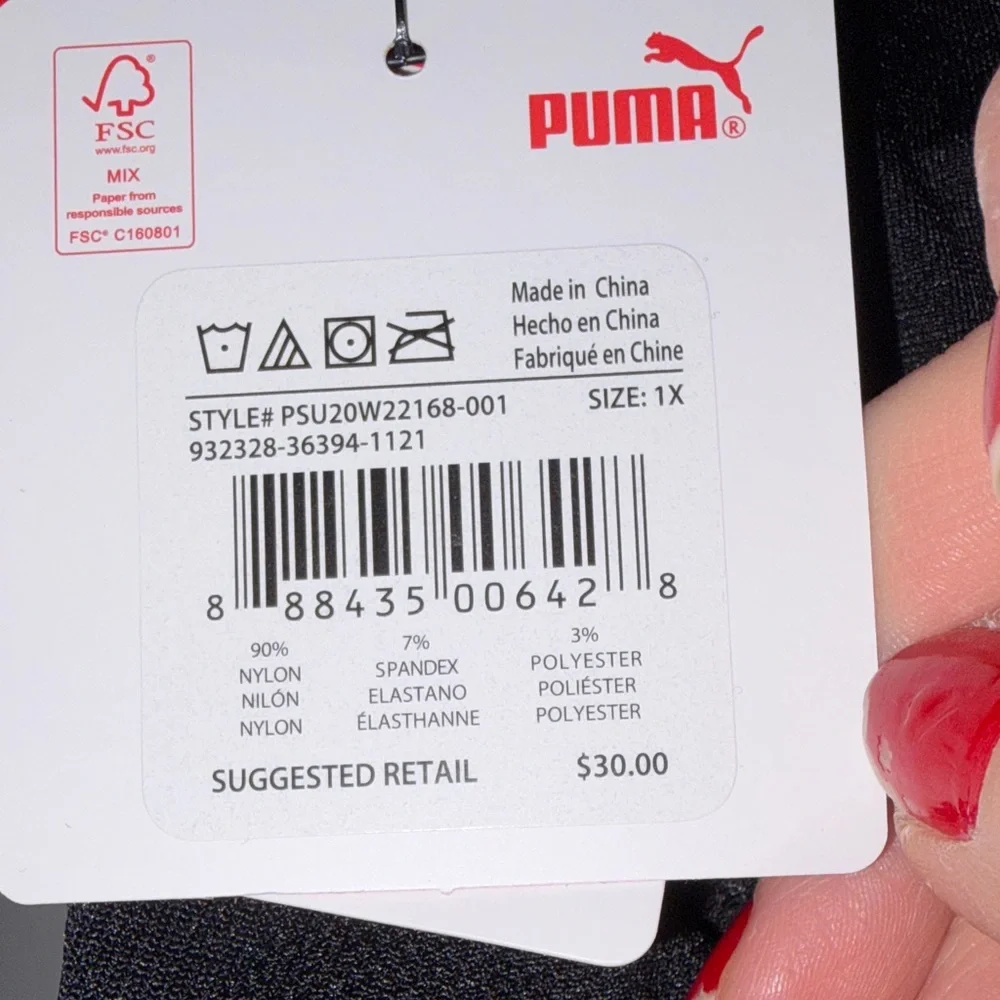 FSC®
www.fsc.org
MIX
Paper from
responsible sources
FSC® C160801
PUMA®
Made in China
Hecho en China
Fabriqué en Chine
STYLE# PSU20W22168-001
SIZE: 1X
932328-36394-1121
8 88435 00642 8
90% 7% 3%
NYLON SPANDEX POLYESTER
NILÓN ELASTANO POLIÉSTER
NYLON ÉLASTHANNE POLYESTER
SUGGESTED RETAIL $30.00